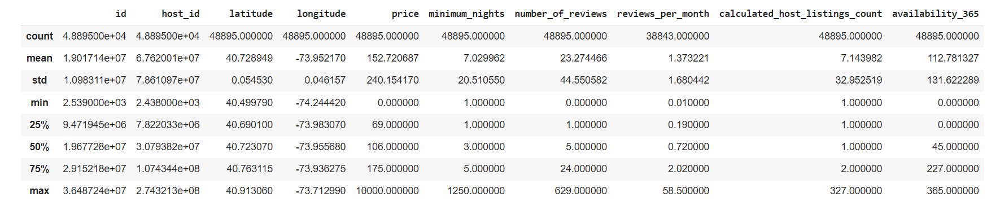 id host_id latitude longitude price minimum_nights number_of_reviews reviews_per_month calculated_host_listings_count availability_365
count 4.889500e+04 4.889500e+04 48895.000000 48895.000000 48895.000000 48895.000000 48895.000000 38843.000000 48895.000000 48895.000000
mean 1.901714e+07 6.762001e+07 40.728949 -73.952170 152.720687 7.029962 23.274466 1.373221 7.143982 112.781327
std 1.098311e+07 7.861097e+07 0.054530 0.046157 240.154170 20.510550 44.550582 1.680442 32.952519 131.622289
min 2.539000e+03 2.438000e+03 40.499790 -74.244420 0.000000 1.000000 0.000000 0.010000 1.000000 0.000000
25% 9.471945e+06 7.822033e+06 40.690100 -73.983070 69.000000 1.000000 1.000000 0.190000 1.000000 0.000000
50% 1.967728e+07 3.079382e+07 40.723070 -73.955680 106.000000 3.000000 5.000000 0.720000 1.000000 45.000000
75% 2.915218e+07 1.074344e+08 40.763115 -73.936275 175.000000 5.000000 24.000000 2.020000 2.000000 227.000000
max 3.648724e+07 2.743213e+08 40.913060 -73.712990 10000.000000 1250.000000 629.000000 58.500000 327.000000 365.000000